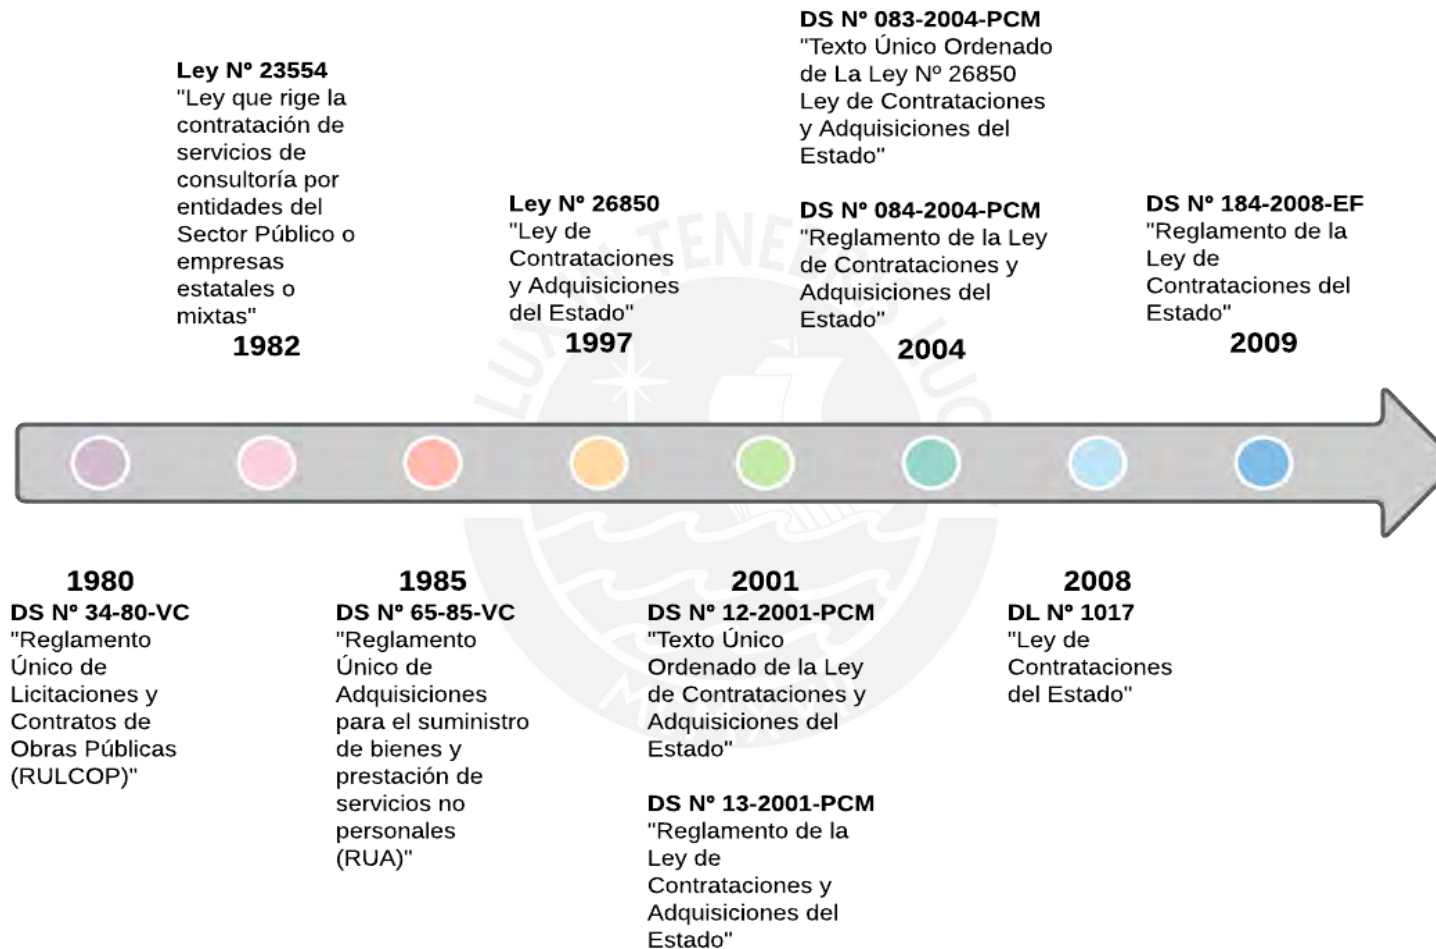 DS Nº 083-2004-PCM
"Texto Único Ordenado
de La Ley Nº 26850
Ley de Contrataciones
y Adquisiciones del
Estado"
Ley Nº 23554
"Ley que rige la
contratación de
servicios de
consultoría por
entidades del
Sector Público o
empresas
estatales o
mixtas"
1982
Ley Nº 26850
"Ley de
Contrataciones
y Adquisiciones
del Estado"
1997
DS Nº 084-2004-PCM
"Reglamento de la Ley
de Contrataciones y
Adquisiciones del
Estado"
2004
DS Nº 184-2008-EF
"Reglamento de la
Ley de
Contrataciones del
Estado"
2009
LUX IN TENEBRIS LUC
1980
DS Nº 34-80-VC
"Reglamento
Único de
Licitaciones y
Contratos de
Obras Públicas
(RULCOP)"
1985
DS Nº 65-85-VC
"Reglamento
Único de
Adquisiciones
para el suministro
de bienes y
prestación de
servicios no
personales
(RUA)"
2001
DS Nº 12-2001-PCM
"Texto Único
Ordenado de la Ley
de Contrataciones y
Adquisiciones del
Estado"
DS Nº 13-2001-PCM
"Reglamento de la
Ley de
Contrataciones y
Adquisiciones del
Estado"
2008
DL Nº 1017
"Ley de
Contrataciones
del Estado"
MCMXVII